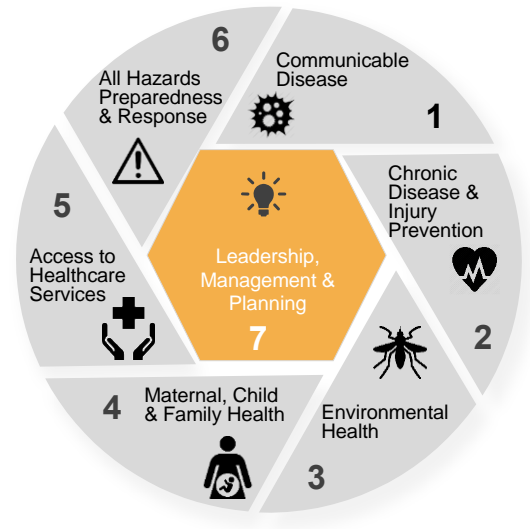 1
Communicable
Disease
2
Chronic
Disease &
Injury
Prevention
3
Environmental
Health
4
Maternal, Child
& Family Health
5
Access to
Healthcare
Services
6
All Hazards
Preparedness
& Response
Leadership,
Management &
Planning
7